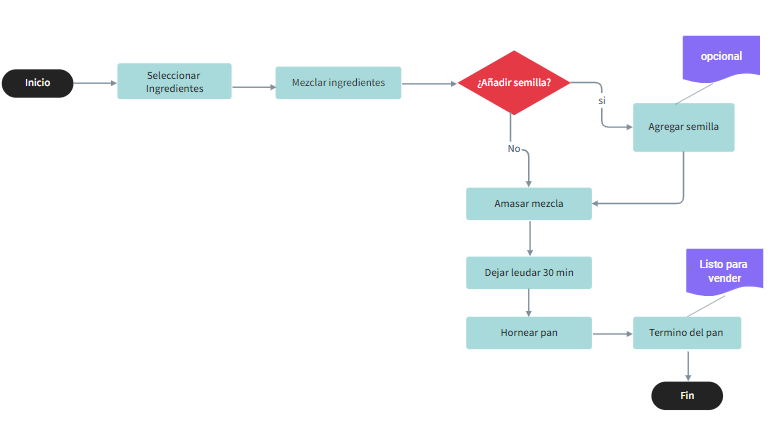 Inicio
Seleccionar
Ingredientes
Mezclar ingredientes
¿Añadir semilla?
opcional
si
Agregar semilla
No
Amasar mezcla
Dejar leudar 30 min
Listo para
vender
Hornear pan
Termino del pan
Fin